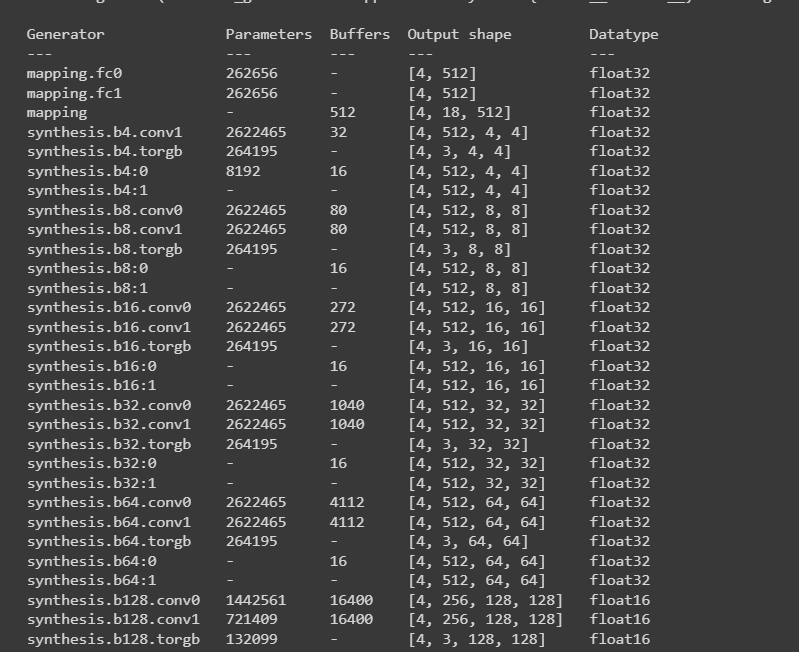 Generator Parameters Buffers Output shape Datatype
--- --- --- --- ---
mapping.fc0 262656 - [4, 512] float32
mapping.fc1 262656 - [4, 512] float32
mapping - 512 [4, 18, 512] float32
synthesis.b4.conv1 2622465 32 [4, 512, 4, 4] float32
synthesis.b4.torgb 264195 - [4, 3, 4, 4] float32
synthesis.b4:0 8192 16 [4, 512, 4, 4] float32
synthesis.b4:1 - - [4, 512, 4, 4] float32
synthesis.b8.conv0 2622465 80 [4, 512, 8, 8] float32
synthesis.b8.conv1 2622465 80 [4, 512, 8, 8] float32
synthesis.b8.torgb 264195 - [4, 3, 8, 8] float32
synthesis.b8:0 - 16 [4, 512, 8, 8] float32
synthesis.b8:1 - - [4, 512, 8, 8] float32
synthesis.b16.conv0 2622465 272 [4, 512, 16, 16] float32
synthesis.b16.conv1 2622465 272 [4, 512, 16, 16] float32
synthesis.b16.torgb 264195 - [4, 3, 16, 16] float32
synthesis.b16:0 - 16 [4, 512, 16, 16] float32
synthesis.b16:1 - - [4, 512, 16, 16] float32
synthesis.b32.conv0 2622465 1040 [4, 512, 32, 32] float32
synthesis.b32.conv1 2622465 1040 [4, 512, 32, 32] float32
synthesis.b32.torgb 264195 - [4, 3, 32, 32] float32
synthesis.b32:0 - 16 [4, 512, 32, 32] float32
synthesis.b32:1 - - [4, 512, 32, 32] float32
synthesis.b64.conv0 2622465 4112 [4, 512, 64, 64] float32
synthesis.b64.conv1 2622465 4112 [4, 512, 64, 64] float32
synthesis.b64.torgb 264195 - [4, 3, 64, 64] float32
synthesis.b64:0 - 16 [4, 512, 64, 64] float32
synthesis.b64:1 - - [4, 512, 64, 64] float32
synthesis.b128.conv0 1442561 16400 [4, 256, 128, 128] float16
synthesis.b128.conv1 721409 16400 [4, 256, 128, 128] float16
synthesis.b128.torgb 132099 - [4, 3, 128, 128] float16